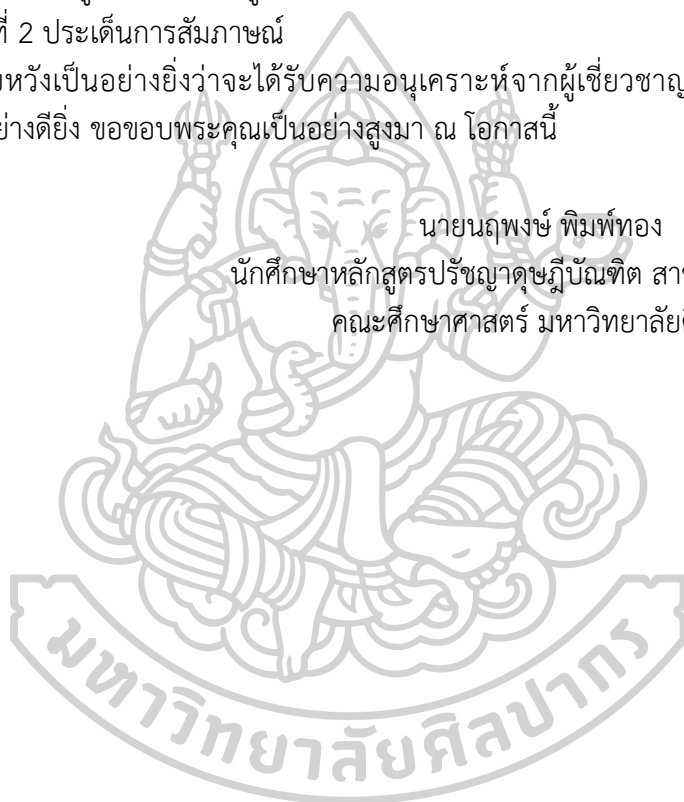 ที่ 2 ประเด็นการสัมภาษณ์
หวังเป็นอย่างยิ่งว่าจะได้รับความอนุเคราะห์จากผู้เชี่ยวชาญ
ย่างดียิ่ง ขอขอบพระคุณเป็นอย่างสูงมา ณ โอกาสนี้
นายนฤพงษ์ พิมพ์ทอง
นักศึกษาหลักสูตรปรัชญาดุษฎีบัณฑิต
คณะศึกษาศาสตร์ มหาวิทยาลัย
มหาวิทยาลัยศิลปากร